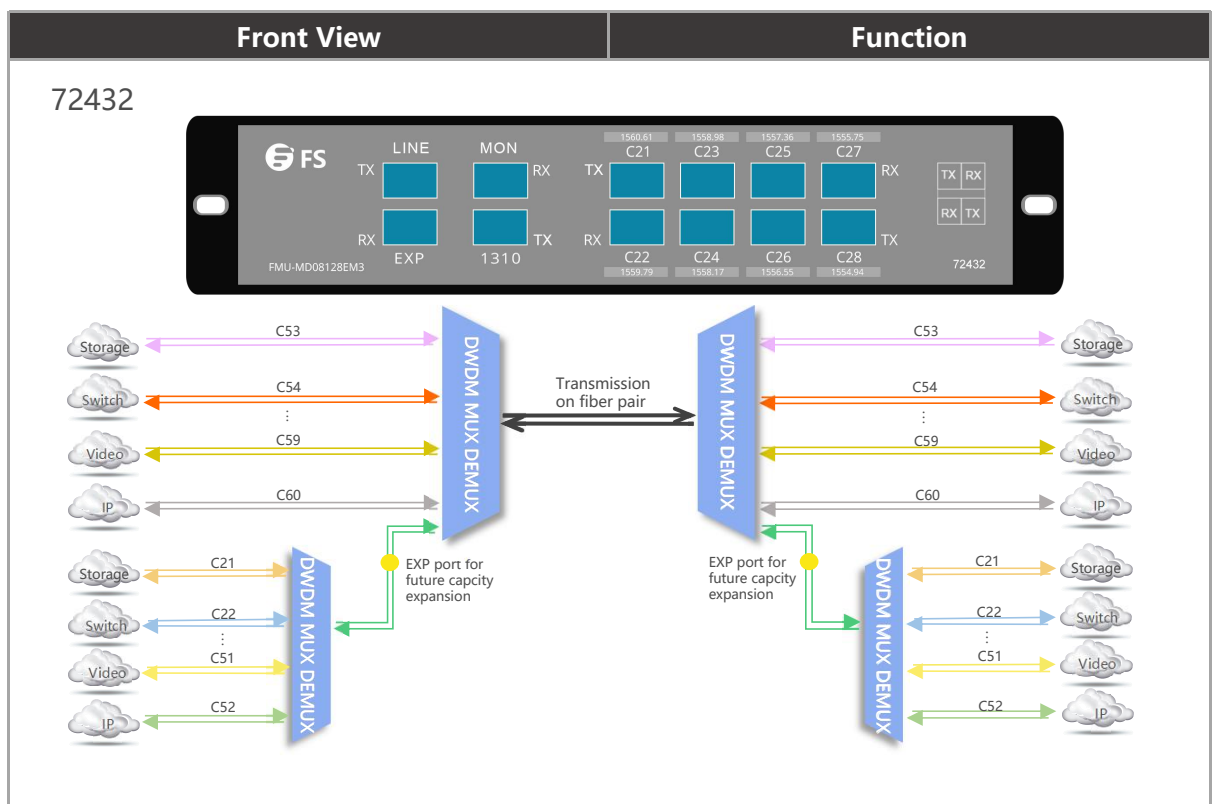 Front View
Function
72432
1560.61 1558.98 1557.36 1555.75
LINE MON C21 C23 C25 C27
FS
TX RX TX RX
TX RX
RX TX
RX TX RX TX
EXP 1310 C22 C24 C26 C28
FMU-MD08128EM3 1559.79 1558.17 1556.55 1554.94 72432
Storage C53 C53 Storage
Switch C54 C54 Switch
⋮ ⋮
Video C59 C59 Video
IP C60 C60 IP
DWDM MUX DEMUX
Transmission
on fiber pair
DWDM MUX DEMUX
EXP port for
future capcity
expansion
EXP port for
future capcity
expansion
Storage C21 C21 Storage
Switch C22 C22 Switch
⋮ ⋮
Video C51 C51 Video
IP C52 C52 IP
DWDM MUX DEMUX
DWDM MUX DEMUX